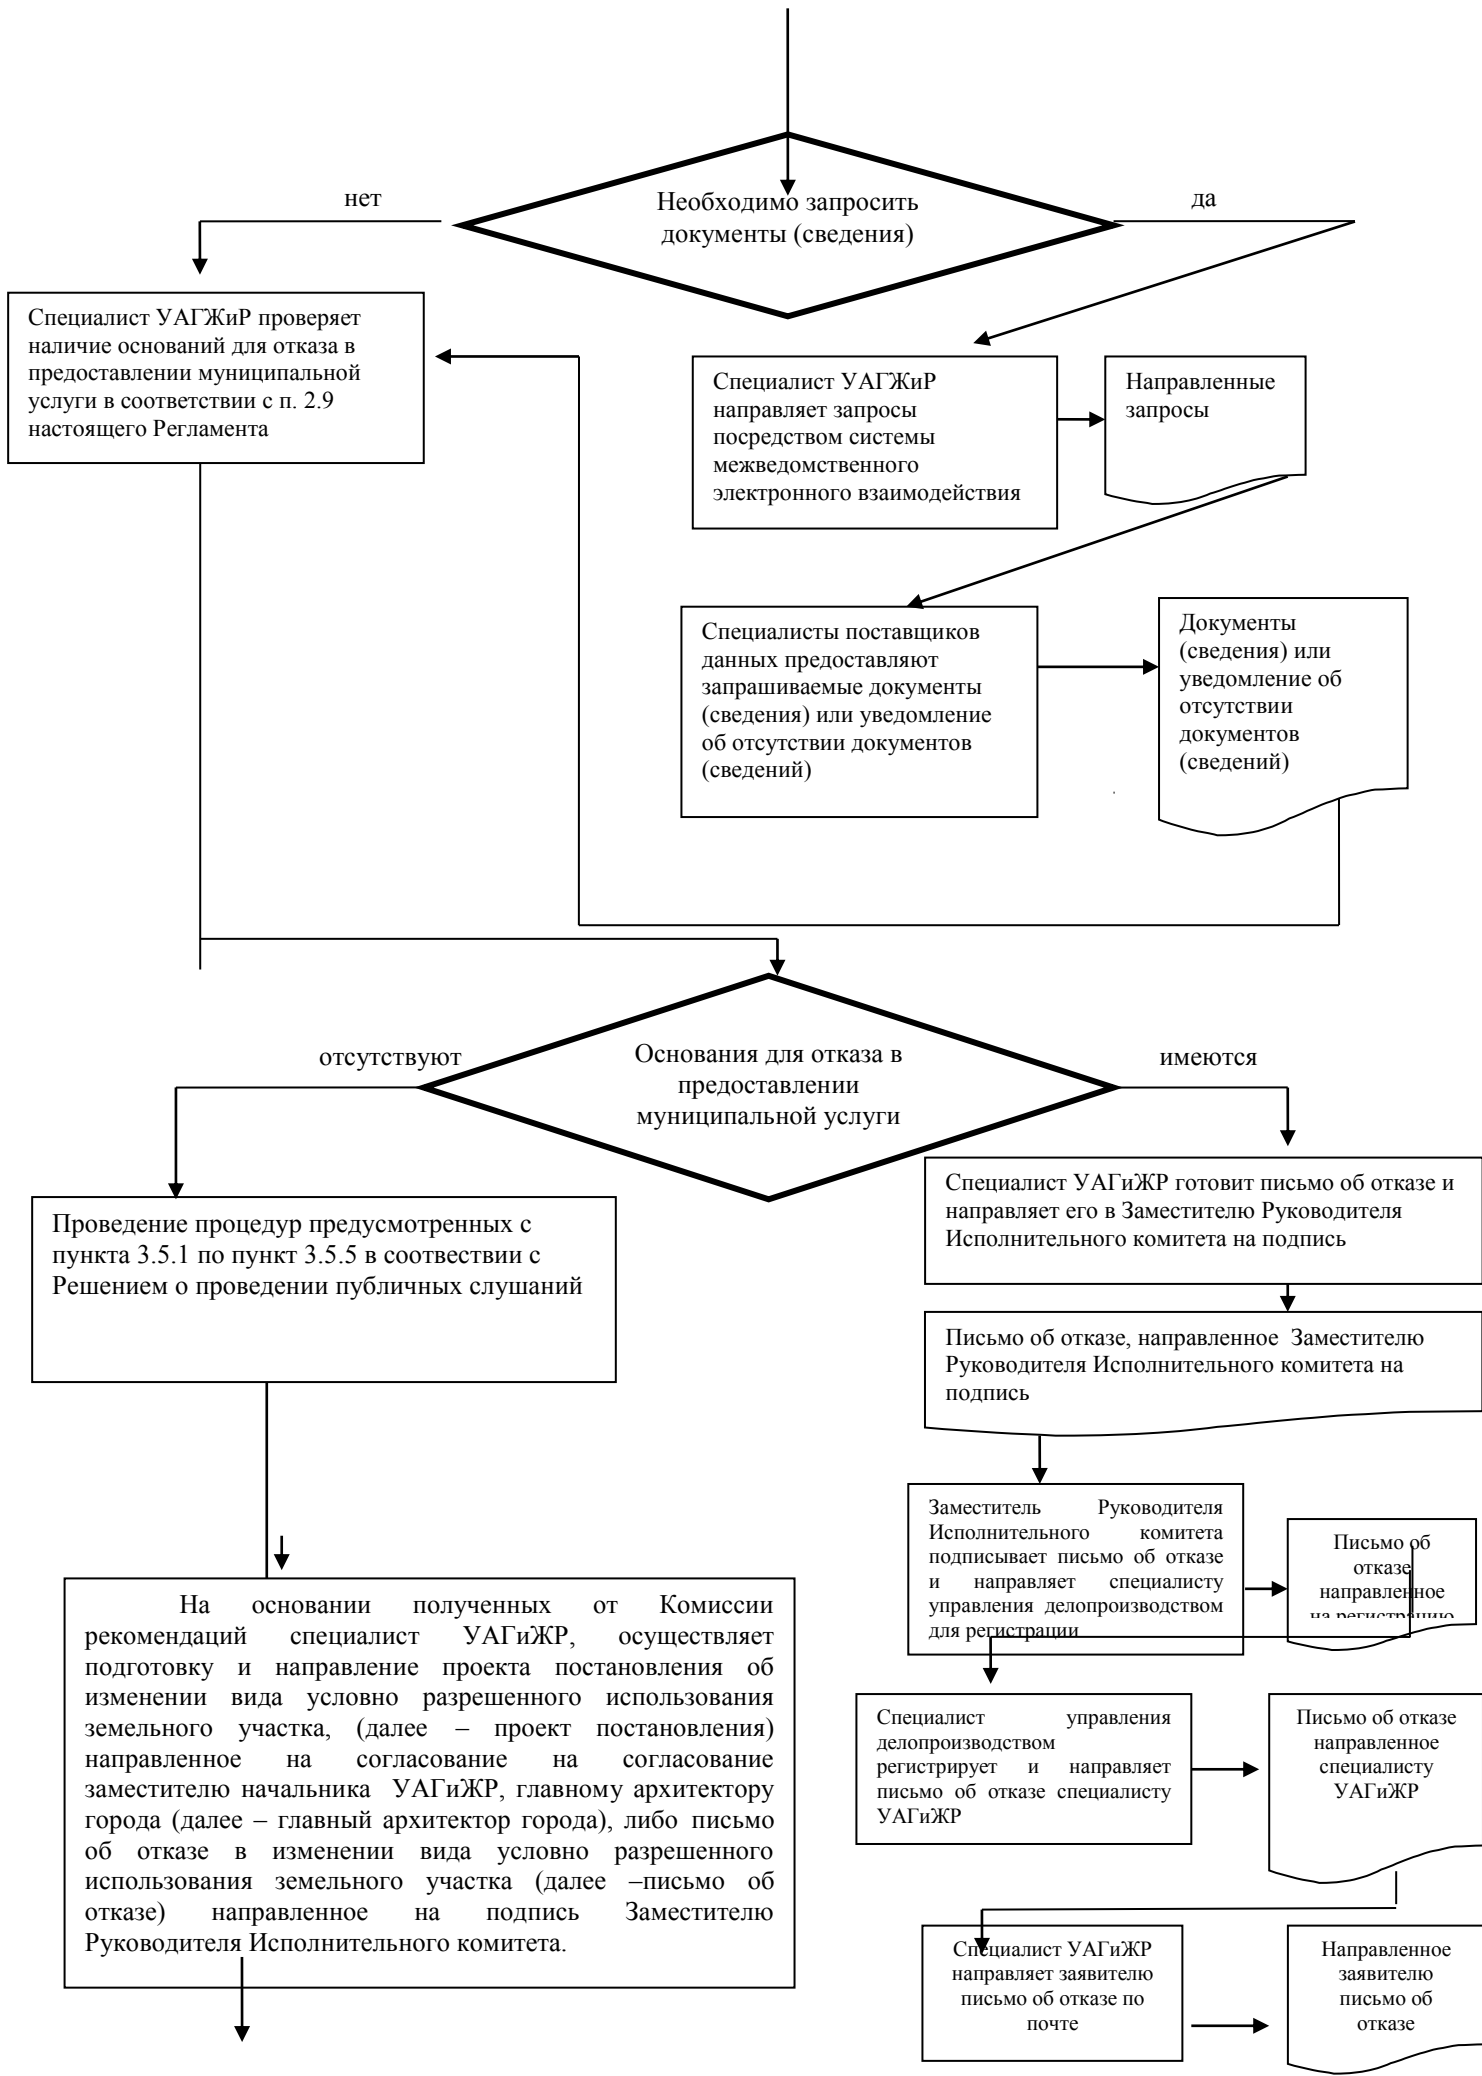 нет
да
Необходимо запросить
документы (сведения)
Специалист УАГЖиР проверяет
наличие оснований для отказа в
предоставлении муниципальной
услуги в соответствии с п. 2.9
настоящего Регламента
Специалист УАГЖиР
направляет запросы
посредством системы
межведомственного
электронного взаимодействия
Направленные
запросы
Специалисты поставщиков
данных предоставляют
запрашиваемые документы
(сведения) или уведомление
об отсутствии документов
(сведений)
Документы
(сведения) или
уведомление об
отсутствии
документов
(сведений)
отсутствуют
Основания для отказа в
предоставлении
муниципальной услуги
имеются
Проведение процедур предусмотренных с
пункта 3.5.1 по пункт 3.5.5 в соотвествии с
Решением о проведении публичных слушаний
Специалист УАГиЖР готовит письмо об отказе и
направляет его в Заместителю Руководителя
Исполнительного комитета на подпись
Письмо об отказе, направленное Заместителю
Руководителя Исполнительного комитета на
подпись
Заместитель Руководителя
Исполнительного комитета
подписывает письмо об отказе
и направляет специалисту
управления делопроизводством
для регистрации
Письмо об
отказе
направленное
на регистрацию
На основании полученных от Комиссии
рекомендаций специалист УАГиЖР, осуществляет
подготовку и направление проекта постановления об
изменении вида условно разрешенного использования
земельного участка, (далее – проект постановления)
направленное на согласование на согласование
заместителю начальника УАГиЖР, главному архитектору
города (далее – главный архитектор города), либо письмо
об отказе в изменении вида условно разрешенного
использования земельного участка (далее –письмо об
отказе) направленное на подпись Заместителю
Руководителя Исполнительного комитета.
Специалист управления
делопроизводством
регистрирует и направляет
письмо об отказе специалисту
УАГиЖР
Письмо об отказе
направленное
специалисту
УАГиЖР
Специалист УАГиЖР
направляет заявителю
письмо об отказе по
почте
Направленное
заявителю
письмо об
отказе